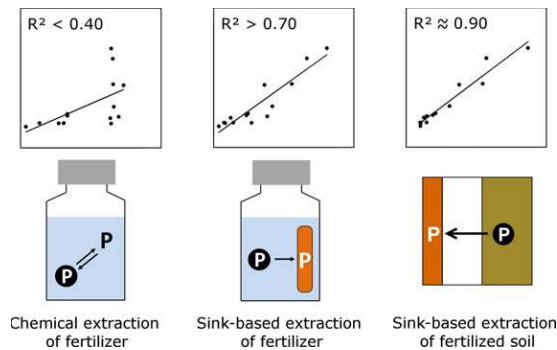 R² < 0.40
R² > 0.70
R² ≈ 0.90
P
P
P
P
P
P
Chemical extraction
of fertilizer
Sink-based extraction
of fertilizer
Sink-based extraction
of fertilized soil